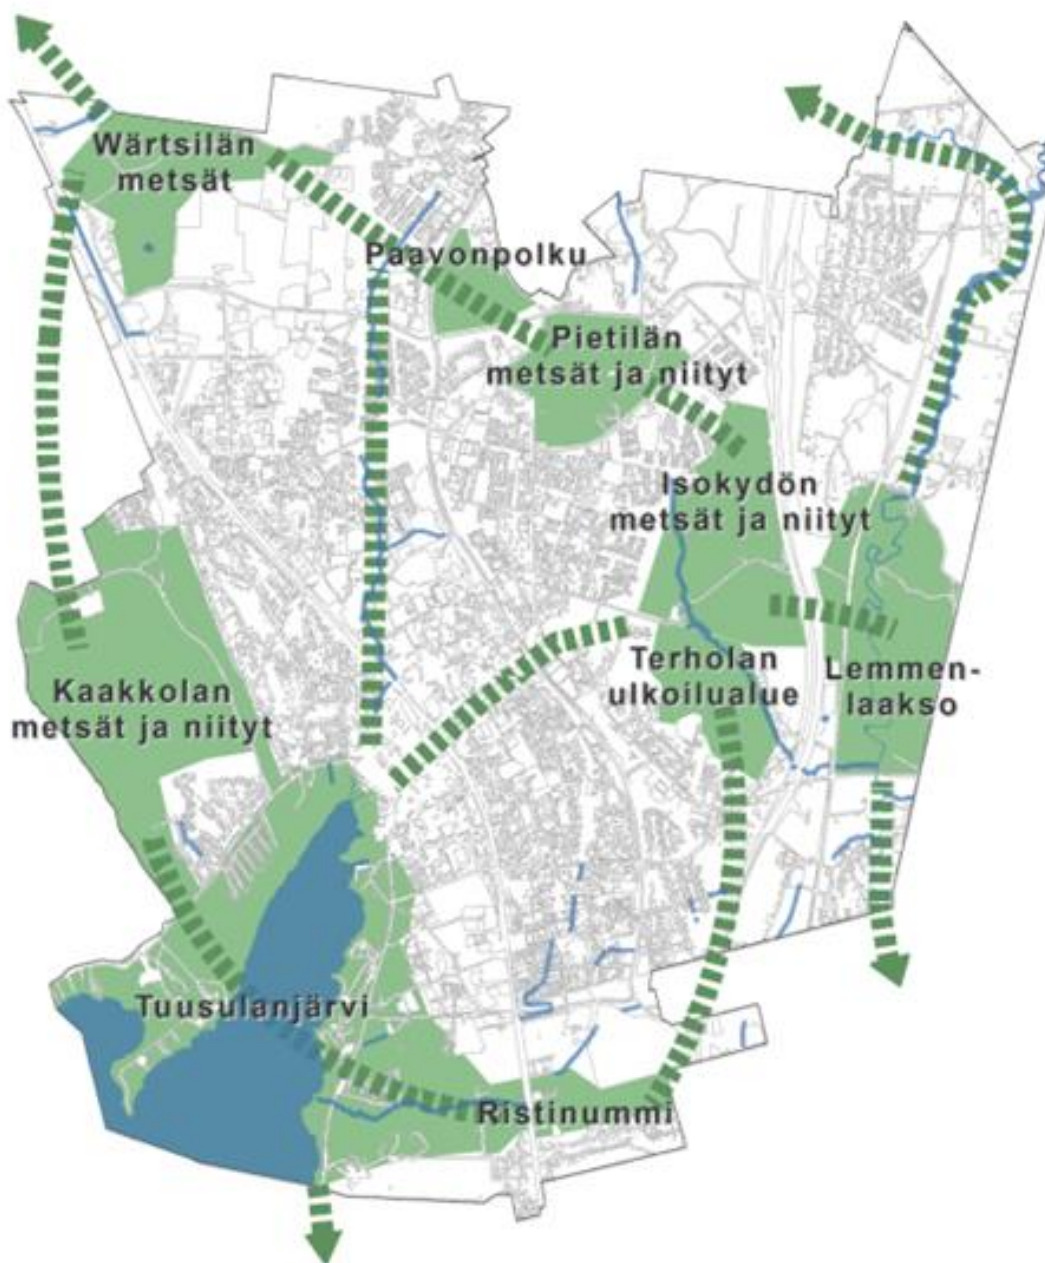 Wärtsilän
metsät
Paavonpolku
Pietilän
metsät ja niityt
Isokydön
metsät ja niityt
Terholan
ulkoilualue
Lemmen-
laakso
Kaakkolan
metsät ja niityt
Tuusulanjärvi
Ristinummi